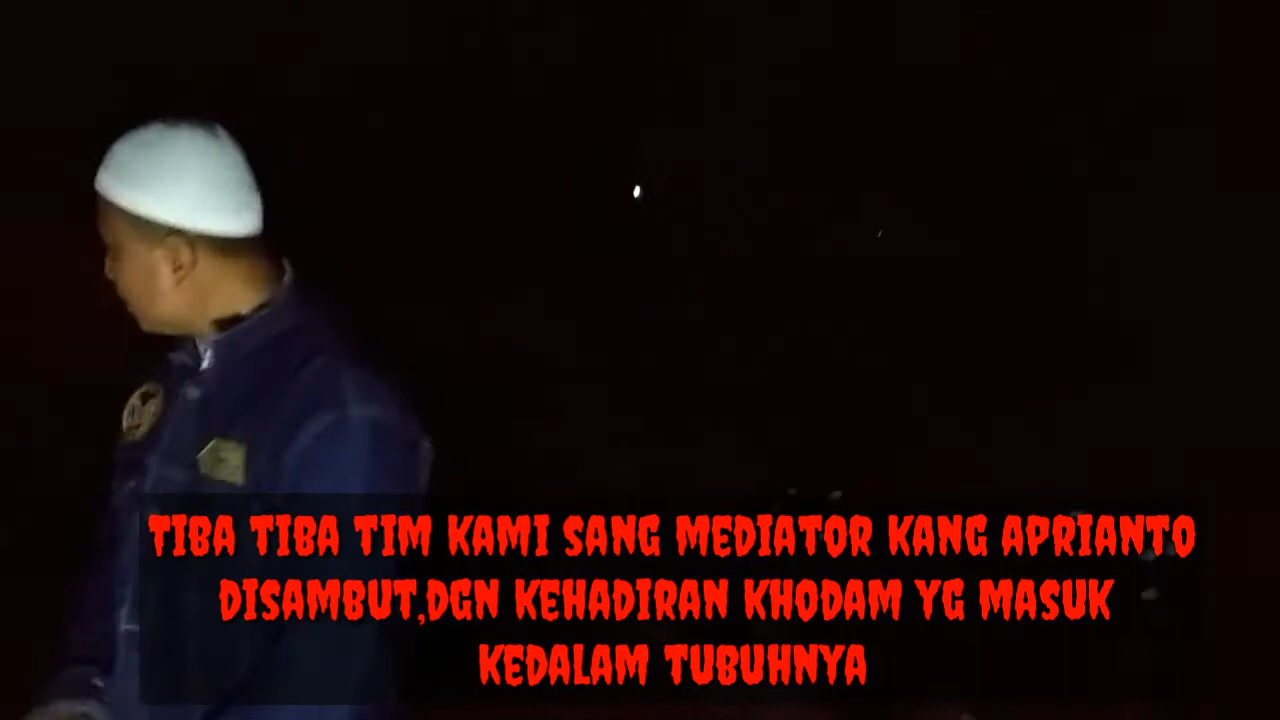 TIBA TIBA TIM KAMI SANG MEDIATOR KANG APRIANTO
DISAMBUT,DGN KEHADIRAN KHODAM YG MASUK
KEDALAM TUBUHNYA